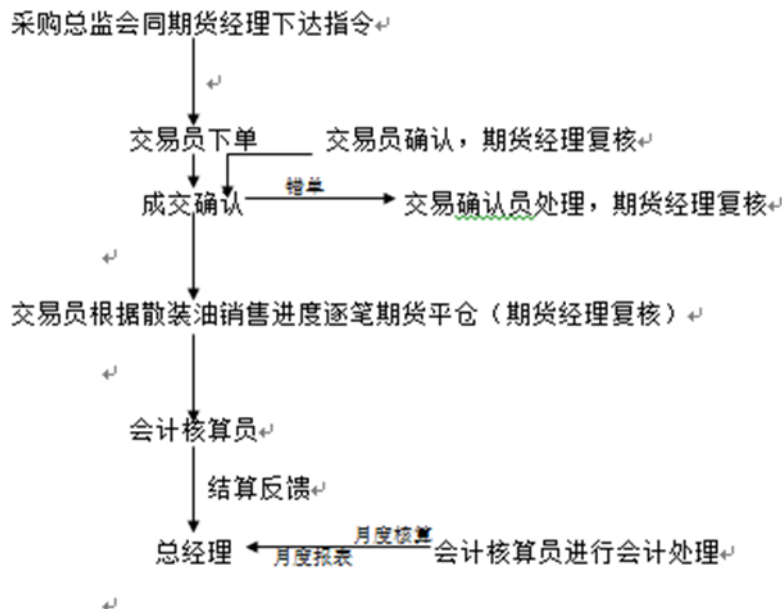 采购总监会同期货经理下达指令
交易员下单
交易员确认，期货经理复核
成交确认
错单
交易确认员处理，期货经理复核
交易员根据散装油销售进度逐笔期货平仓（期货经理复核）
会计核算员
结算反馈
总经理
月度核算
月度报表
会计核算员进行会计处理